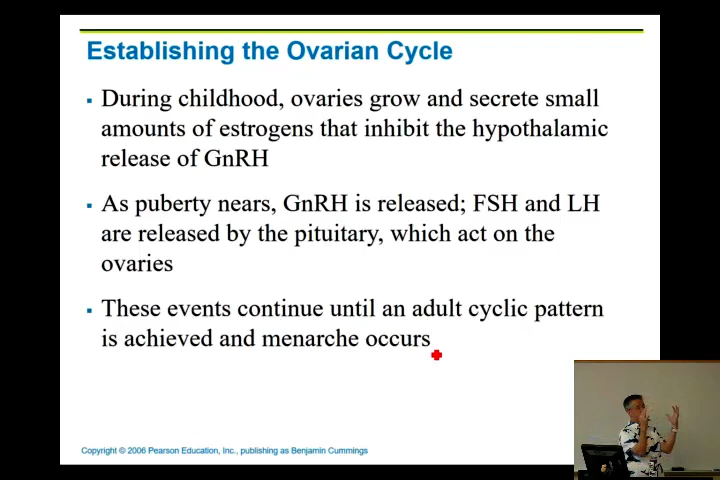 Establishing the Ovarian Cycle
▪ During childhood, ovaries grow and secrete small
amounts of estrogens that inhibit the hypothalamic
release of GnRH
▪ As puberty nears, GnRH is released; FSH and LH
are released by the pituitary, which act on the
ovaries
▪ These events continue until an adult cyclic pattern
is achieved and menarche occurs
Copyright © 2006 Pearson Education, Inc., publishing as Benjamin Cummings